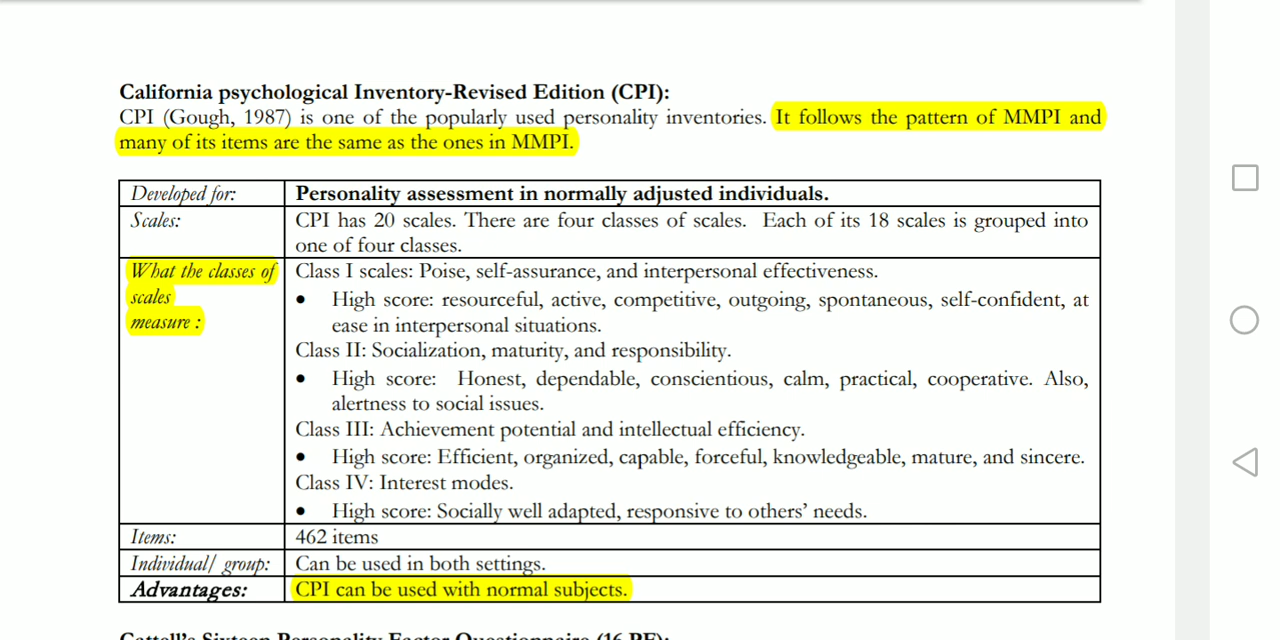 California psychological Inventory-Revised Edition (CPI):
CPI (Gough, 1987) is one of the popularly used personality inventories. It follows the pattern of MMPI and
many of its items are the same as the ones in MMPI.
Developed for: Personality assessment in normally adjusted individuals.
Scales: CPI has 20 scales. There are four classes of scales. Each of its 18 scales is grouped into
one of four classes.
What the classes of Class I scales: Poise, self-assurance, and interpersonal effectiveness.
scales • High score: resourceful, active, competitive, outgoing, spontaneous, self-confident, at
measure : ease in interpersonal situations.
Class II: Socialization, maturity, and responsibility.
• High score: Honest, dependable, conscientious, calm, practical, cooperative. Also,
alertness to social issues.
Class III: Achievement potential and intellectual efficiency.
• High score: Efficient, organized, capable, forceful, knowledgeable, mature, and sincere.
Class IV: Interest modes.
• High score: Socially well adapted, responsive to others' needs.
Items: 462 items
Individual/ group: Can be used in both settings.
Advantages: CPI can be used with normal subjects.
Cattell's Sixteen Personality Factor Questionnaire (16 PF):